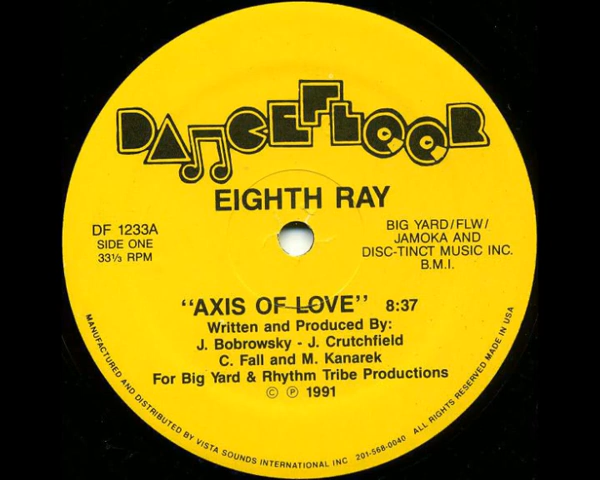 DANCEFLOOR
EIGHTH RAY
DF 1233A
SIDE ONE
33⅓ RPM
BIG YARD/FLW/
JAMOKA AND
DISC-TINCT MUSIC INC.
B.M.I.
"AXIS OF LOVE" 8:37
Written and Produced By:
J. Bobrowsky - J. Crutchfield
C. Fall and M. Kanarek
For Big Yard & Rhythm Tribe Productions
© ℗ 1991
MANUFACTURED AND DISTRIBUTED BY VISTA SOUNDS INTERNATIONAL INC 201-568-0040 ALL RIGHTS RESERVED MADE IN USA